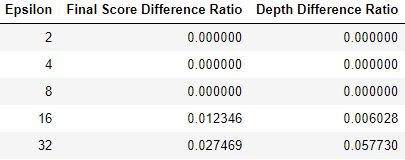 Epsilon Final Score Difference Ratio Depth Difference Ratio
2 0.000000 0.000000
4 0.000000 0.000000
8 0.000000 0.000000
16 0.012346 0.006028
32 0.027469 0.057730